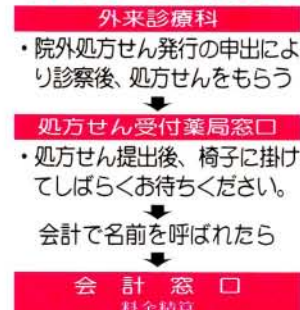 外来診療科
・院外処方せん発行の申出によ
り診察後、処方せんをもらう
処方せん受付薬局窓口
・処方せん提出後、椅子に掛け
てしばらくお待ちください。
会計で名前を呼ばれたら
会計窓口
料金精算